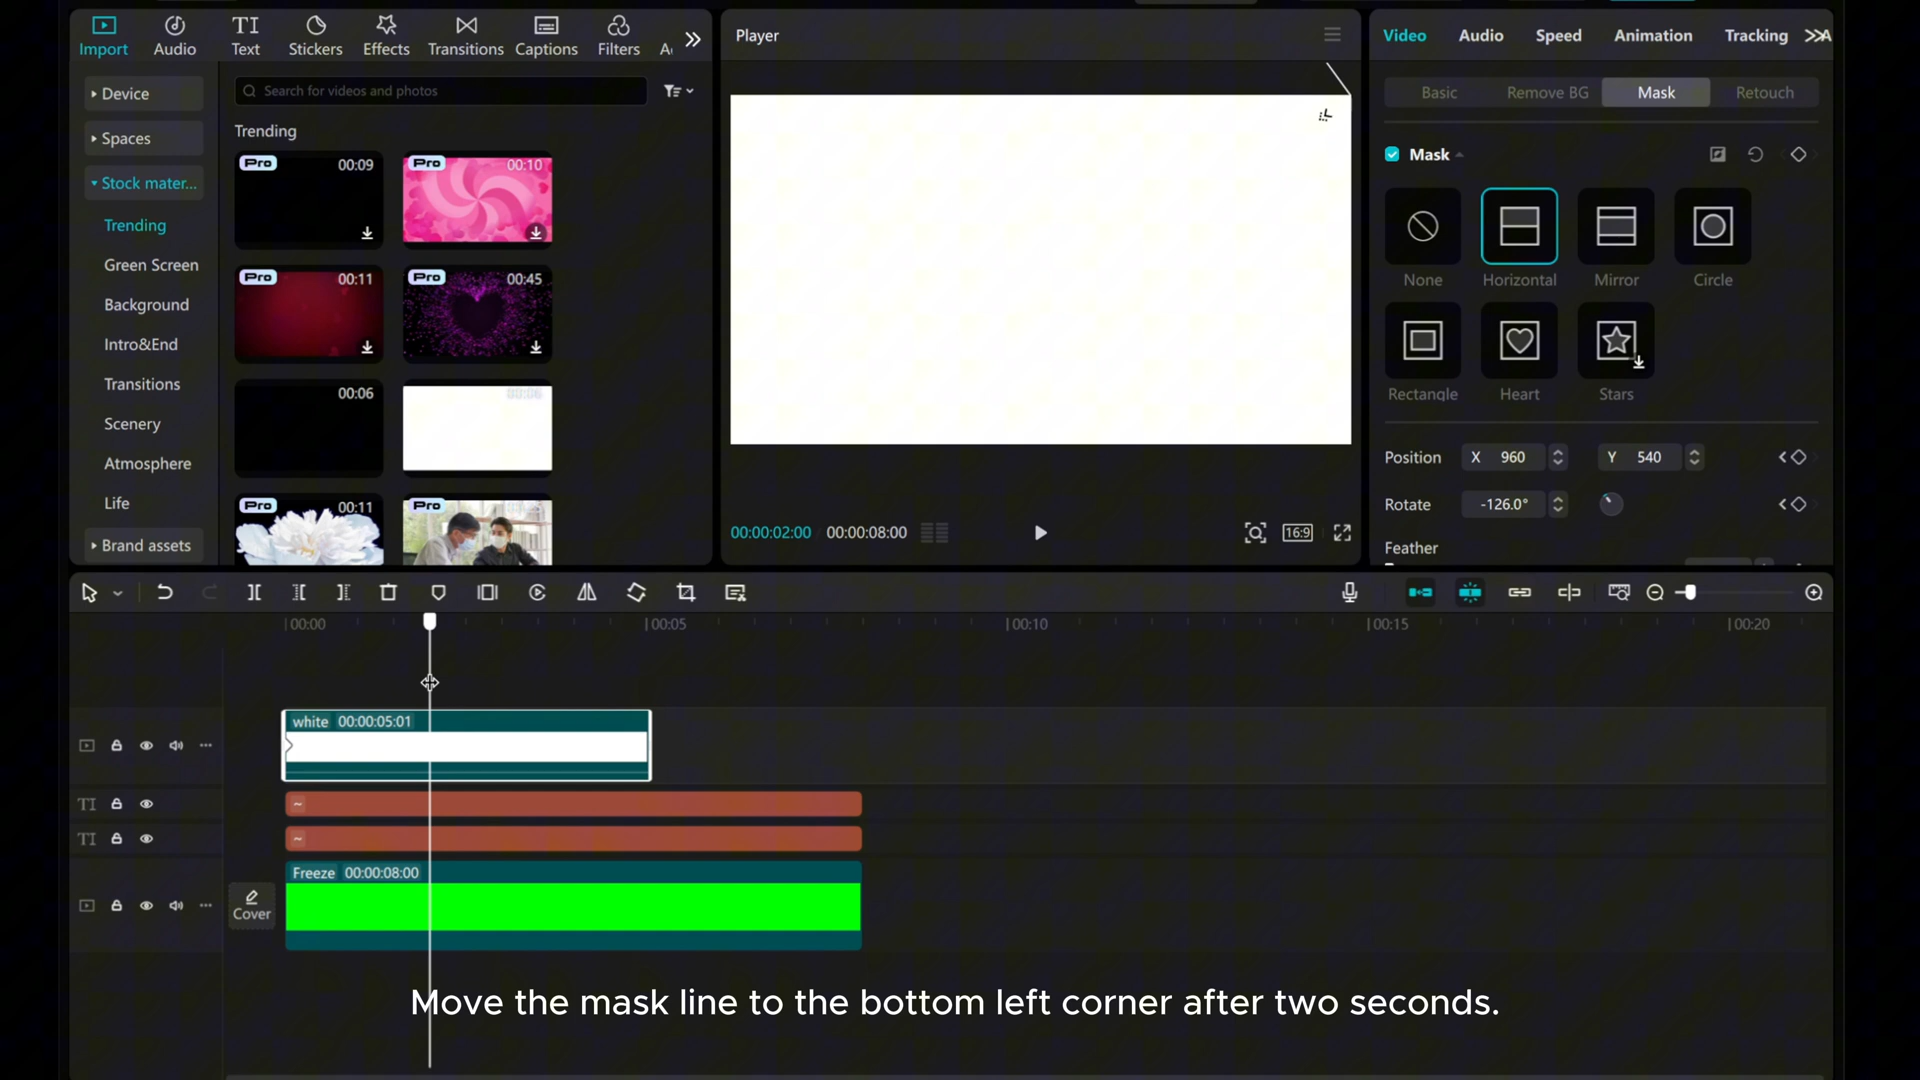 Import
Audio
TI
Text
Stickers
Effects
Transitions
Captions
Filters
Device
Spaces
Stock mater...
Trending
Green Screen
Background
Intro&End
Transitions
Scenery
Atmosphere
Life
Brand assets
Search for videos and photos
Trending
Pro 00:09
Pro 00:10
Pro 00:11
Pro 00:45
00:06
00:06
Pro 00:11
Pro
Player
00:00:02:00 00:00:08:00
16:9
Video Audio Speed Animation Tracking
Basic Remove BG Mask Retouch
Mask
None Horizontal Mirror Circle
Rectangle Heart Stars
Position X 960 Y 540
Rotate -126.0°
Feather
00:00 00:05 00:10 00:15 00:20
white 00:00:05:01
TI
TI
Freeze 00:00:08:00
Cover
Move the mask line to the bottom left corner after two seconds.